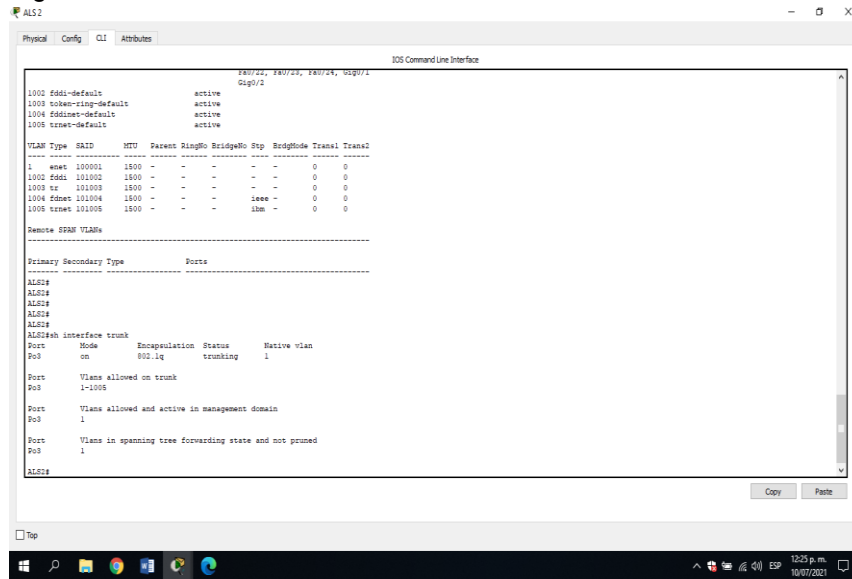 ALS 2
Physical Config CLI Attributes
IOS Command Line Interface
Fa0/22, Fa0/23, Fa0/24, Gig0/1
Gig0/2
1002 fddi-default active
1003 token-ring-default active
1004 fddinet-default active
1005 trnet-default active
VLAN Type SAID MTU Parent RingNo BridgeNo Stp BrdgMode Trans1 Trans2
---- ----- ---------- ----- ------ ------ -------- ---- -------- ------ ------
1 enet 100001 1500 - - - - - 0 0
1002 fddi 101002 1500 - - - - - 0 0
1003 tr 101003 1500 - - - - - 0 0
1004 fdnet 101004 1500 - - - ieee - 0 0
1005 trnet 101005 1500 - - - ibm - 0 0
Remote SPAN VLANs
------------------------------------------------------------------------------
Primary Secondary Type Ports
------- --------- ----------------- ------------------------------------------
ALS2#
ALS2#
ALS2#
ALS2#
ALS2#
ALS2#sh interface trunk
Port Mode Encapsulation Status Native vlan
Po3 on 802.1q trunking 1
Port Vlans allowed on trunk
Po3 1-1005
Port Vlans allowed and active in management domain
Po3 1
Port Vlans in spanning tree forwarding state and not pruned
Po3 1
ALS2#
Copy Paste
Top
ESP 12:25 p. m.
10/07/2021